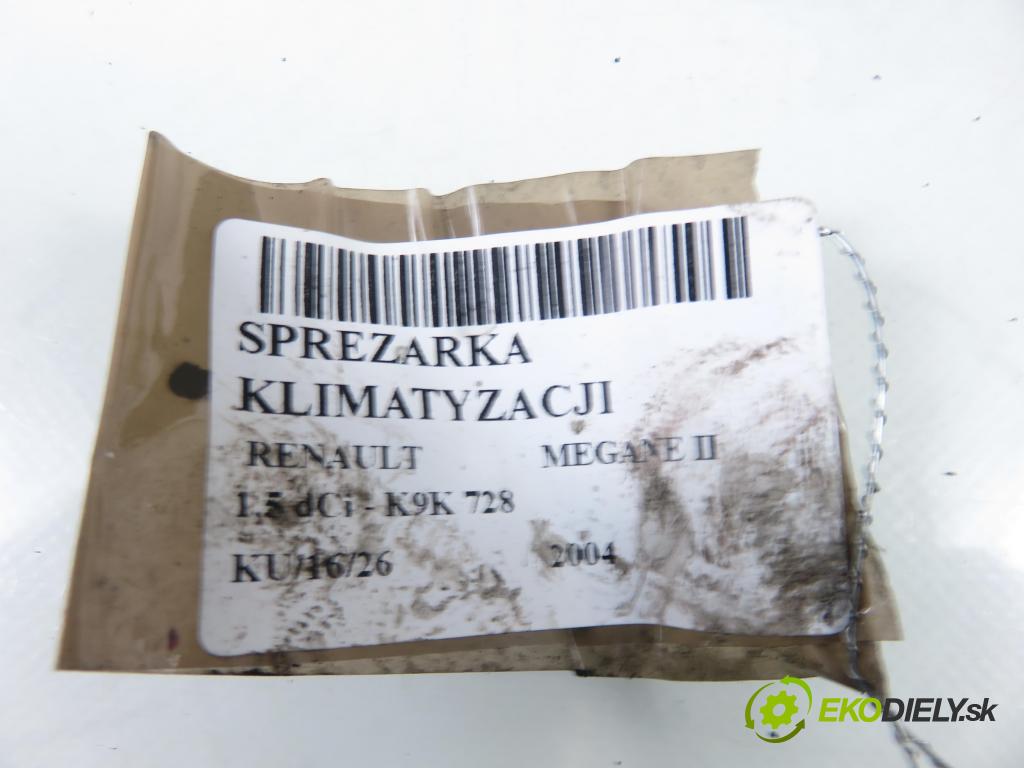 SPREZARKA
KLIMATYZACJI
RENAULT MEGANE II
1.5 dCi - K9K 728
KU/16/26 2004
EKODIELY.sk